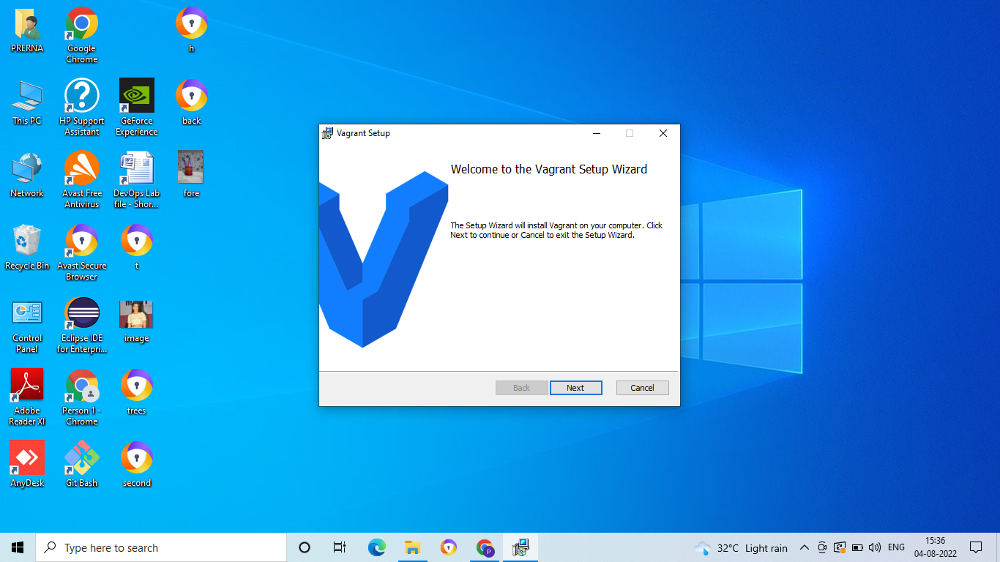 PRERNA
Google
Chrome
h
This PC
HP Support
Assistant
GeForce
Experience
back
Network
Avast Free
Antivirus
DevOps Lab
file - Shor...
fore
Recycle Bin
Avast Secure
Browser
t
Control
Panel
Eclipse IDE
for Enterpri...
image
Adobe
Reader XI
Person 1 -
Chrome
trees
AnyDesk
Git Bash
second
Vagrant Setup
Welcome to the Vagrant Setup Wizard
The Setup Wizard will install Vagrant on your computer. Click
Next to continue or Cancel to exit the Setup Wizard.
Back
Next
Cancel
Type here to search
P
32°C Light rain
ENG
15:36
04-08-2022